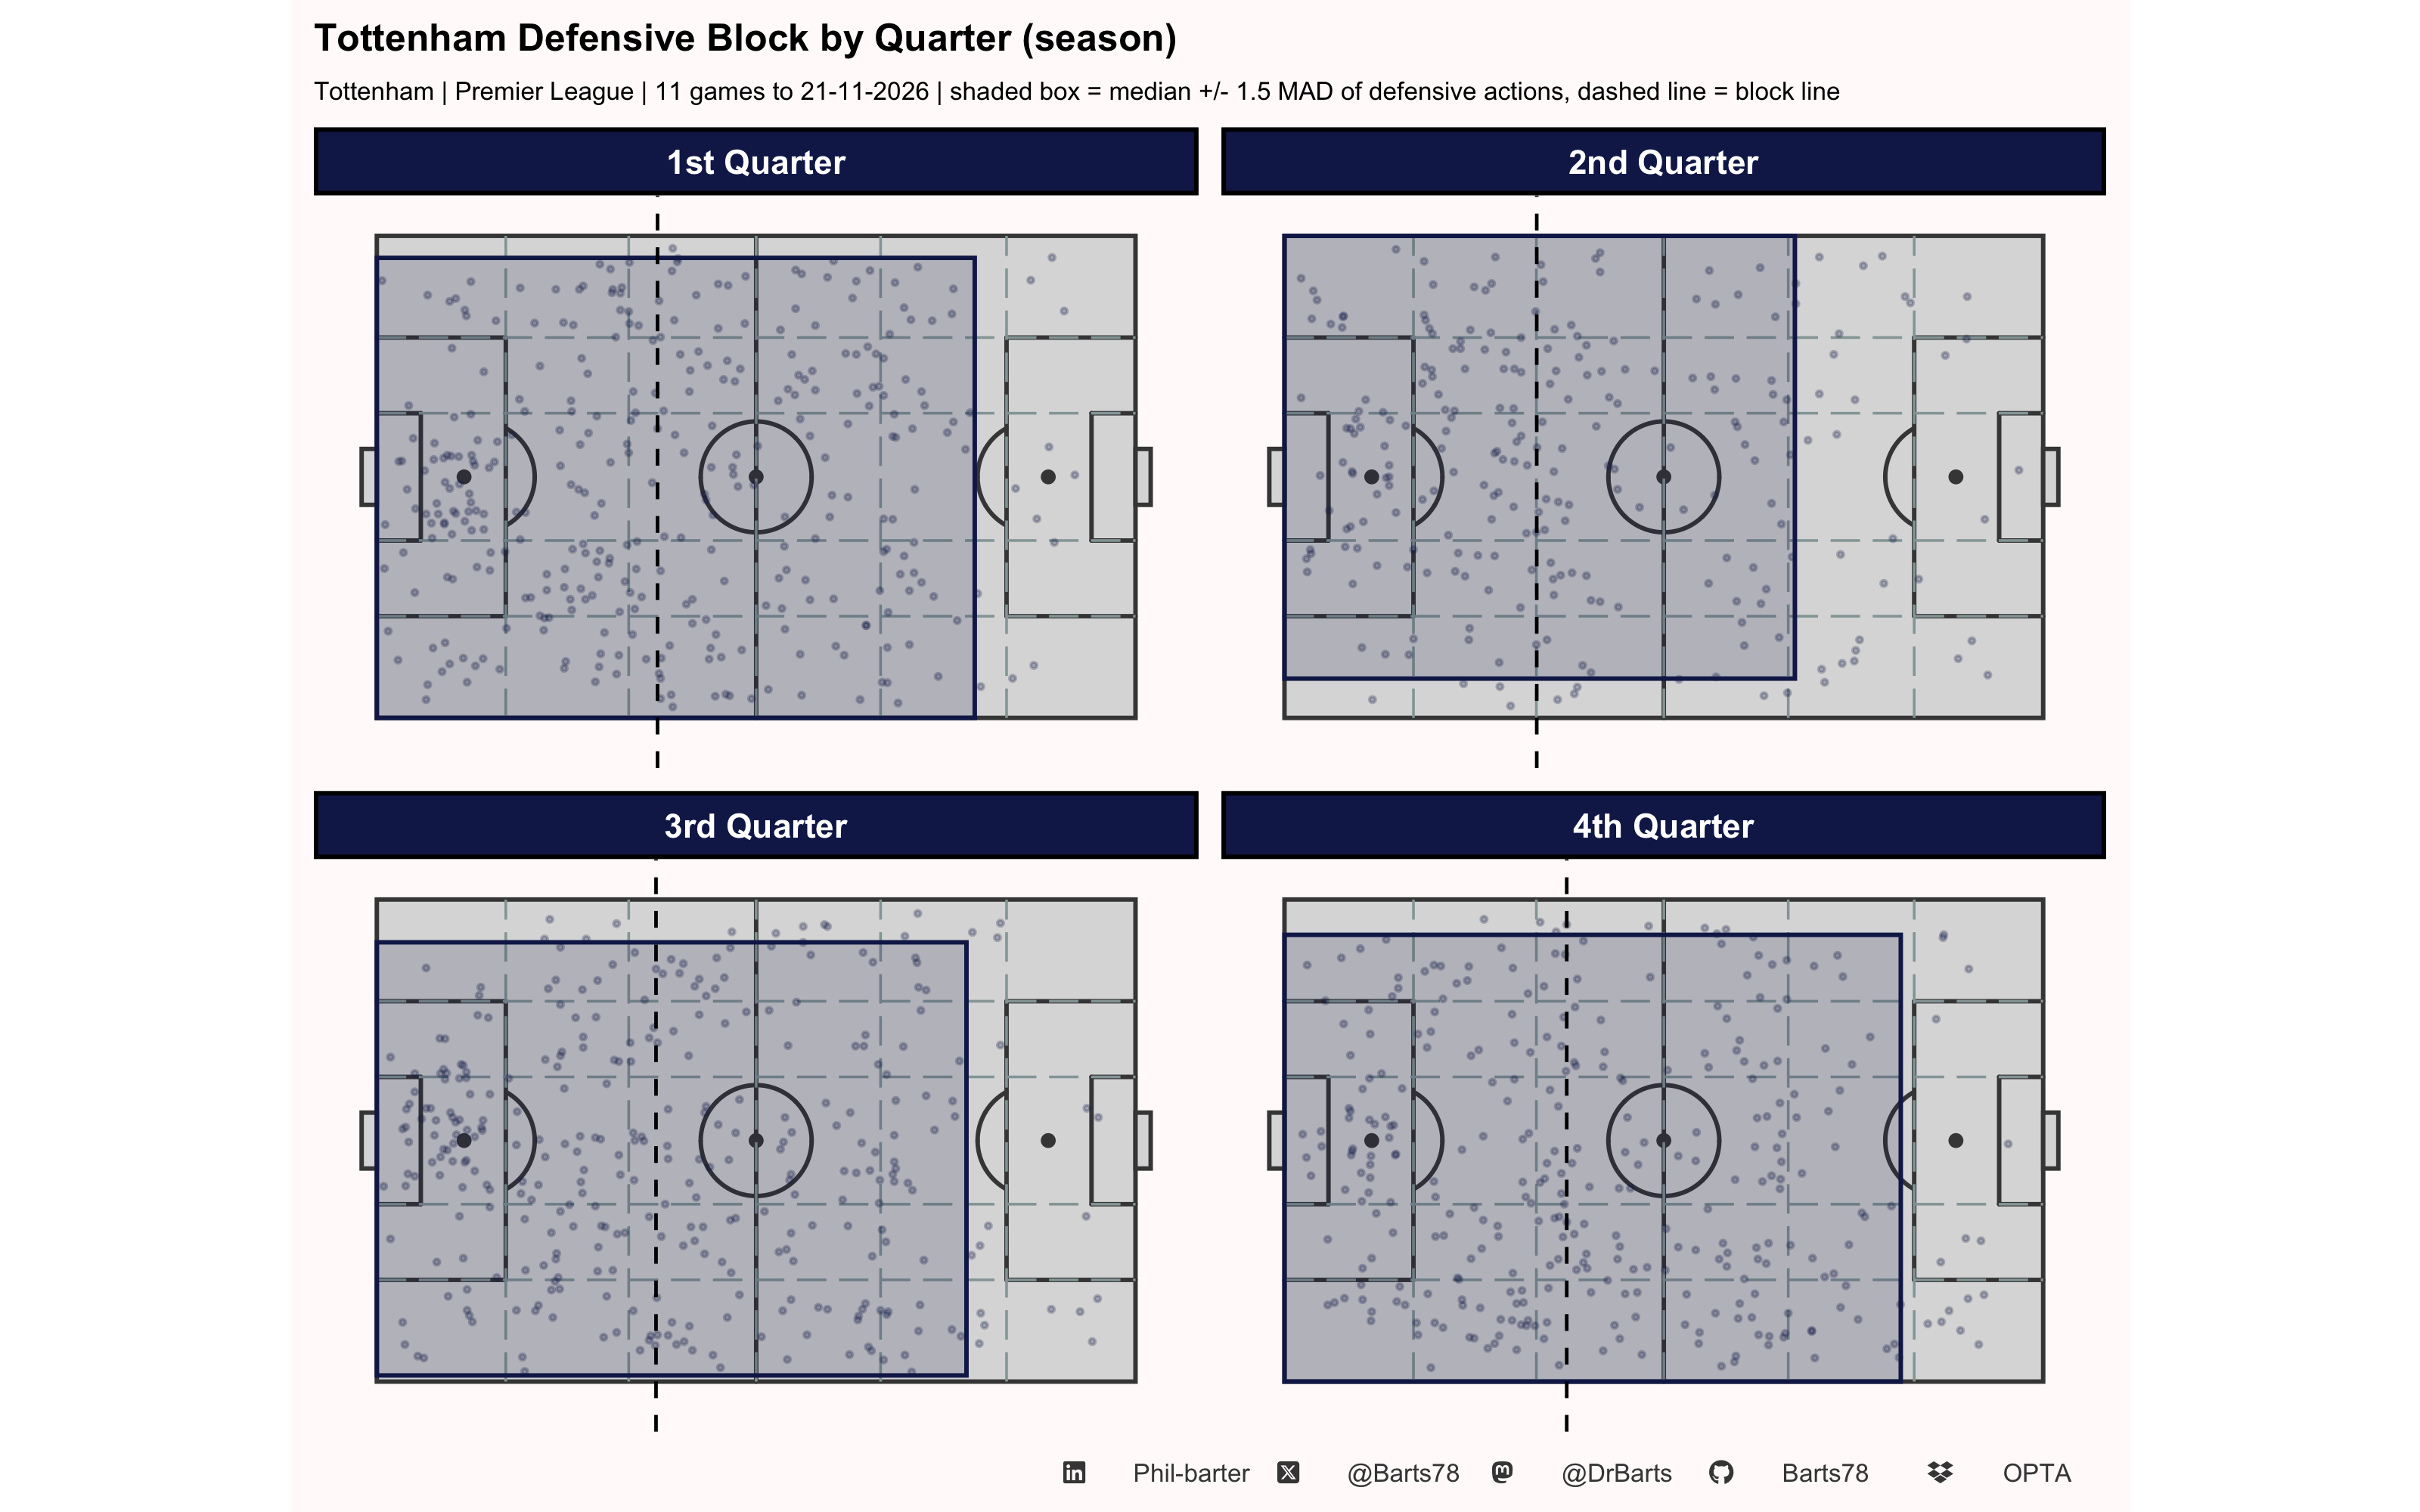 Tottenham Defensive Block by Quarter (season)
Tottenham | Premier League | 11 games to 21-11-2026 | shaded box = median +/- 1.5 MAD of defensive actions, dashed line = block line
1st Quarter
2nd Quarter
3rd Quarter
4th Quarter
Phil-barter @Barts78 @DrBarts Barts78 OPTA